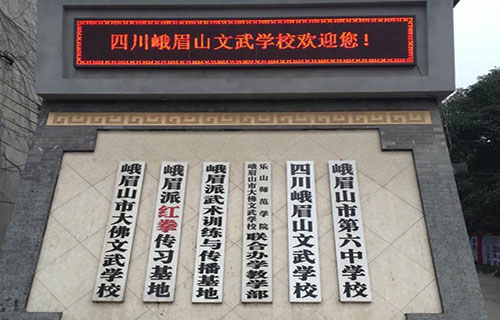 四川峨眉山文武学校欢迎您！
峨眉山市第六中学校
四川峨眉山文武学校
乐山师范学院
峨眉山市大佛文武学校
联合办学教学部
峨眉派武术训练与传播基地
峨眉派红拳传习基地
峨眉山市大佛文武学校